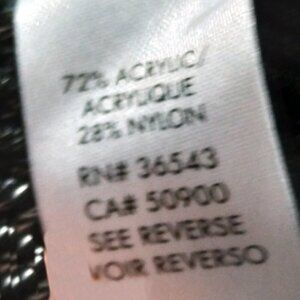 72% ACRYLIC/
ACRYLIQUE
28% NYLON
RN# 36543
CA# 50900
SEE REVERSE
VOIR REVERSO